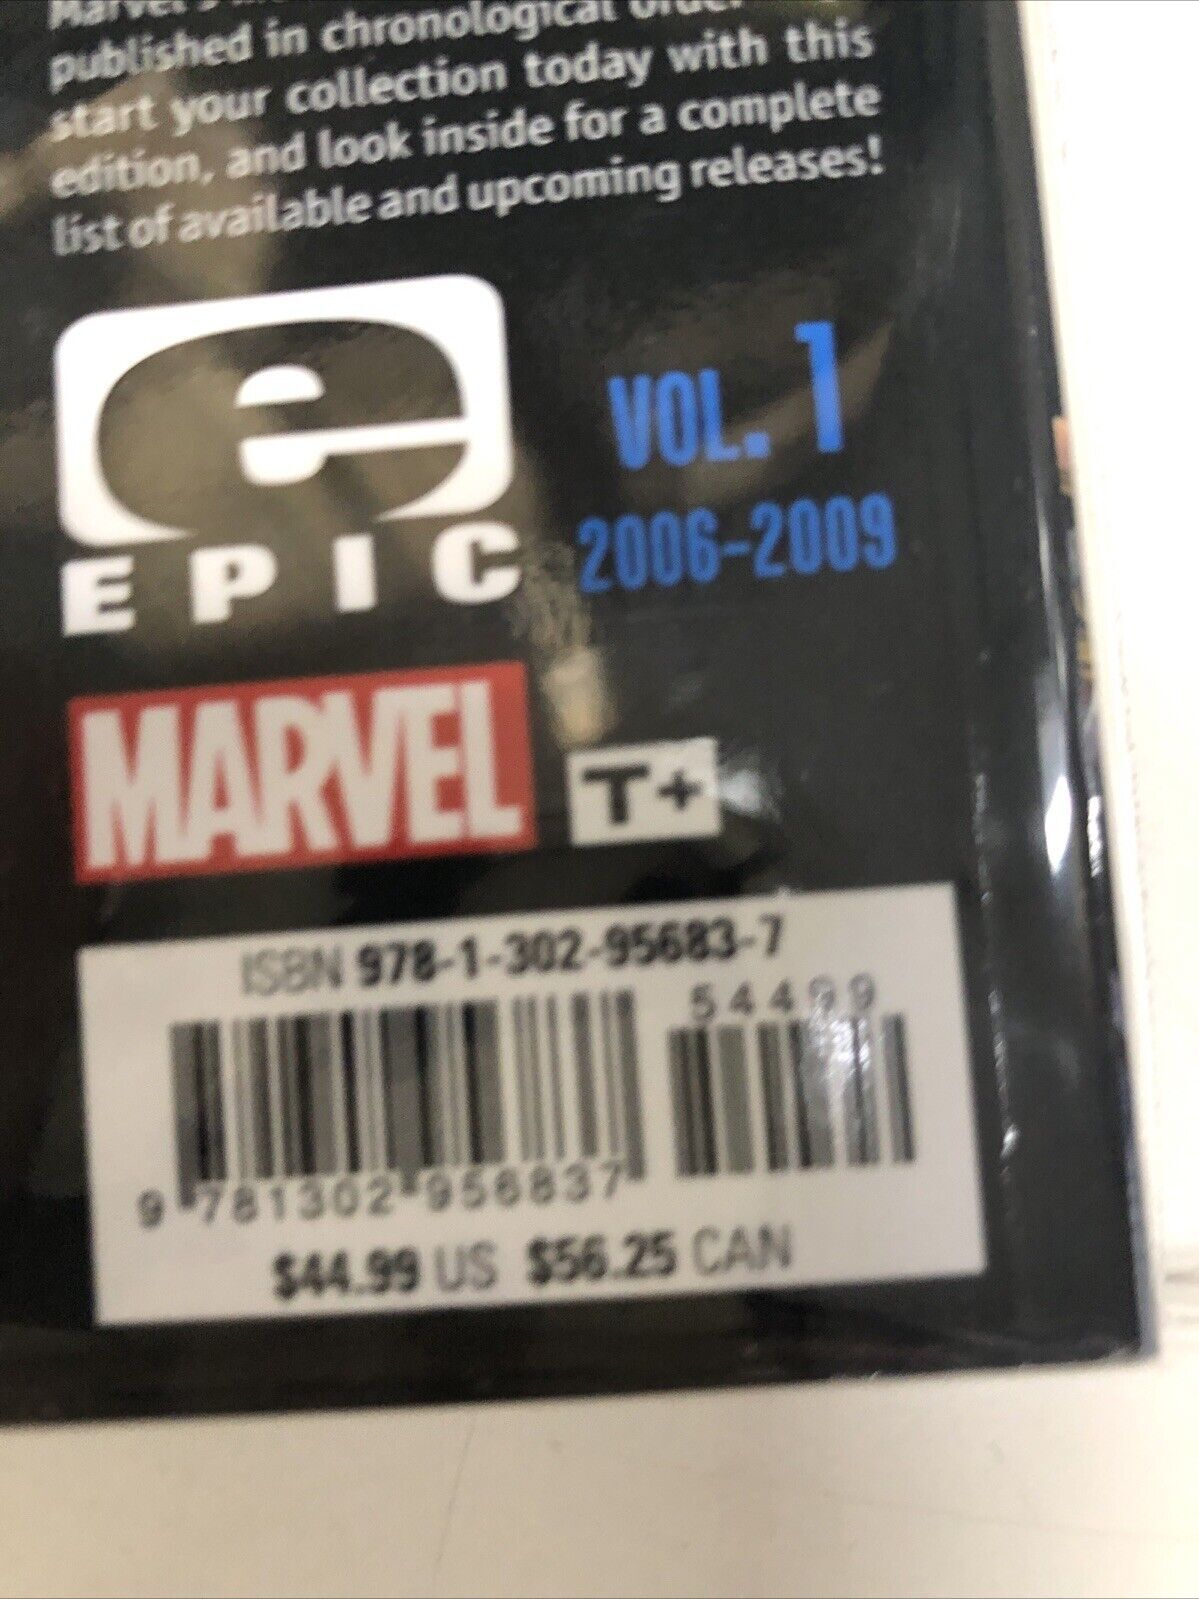 Marvel's
published in chronological order
start your collection today with this
edition, and look inside for a complete
list of available and upcoming releases!
e
EPIC
VOL. 1
2006-2009
MARVEL
T+
ISBN 978-1-302-95683-7
54499
9 781302 956837
$44.99 US $56.25 CAN